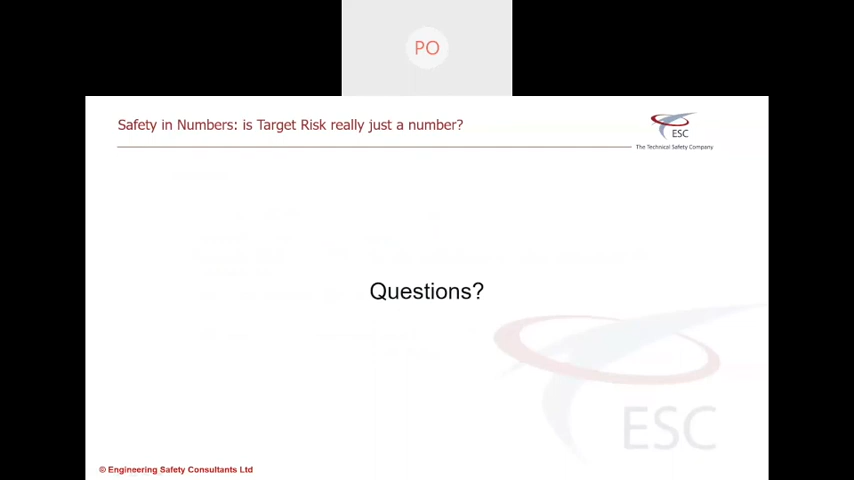 PO
Safety in Numbers: is Target Risk really just a number?
ESC
The Technical Safety Company
Questions?
ESC
© Engineering Safety Consultants Ltd